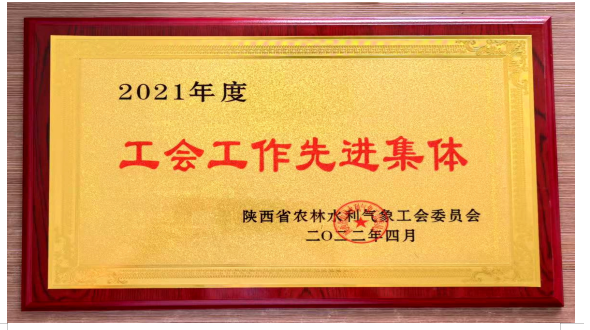 2021年度
工会工作先进集体
陕西省农林水利气象工会委员会
二〇二二年四月